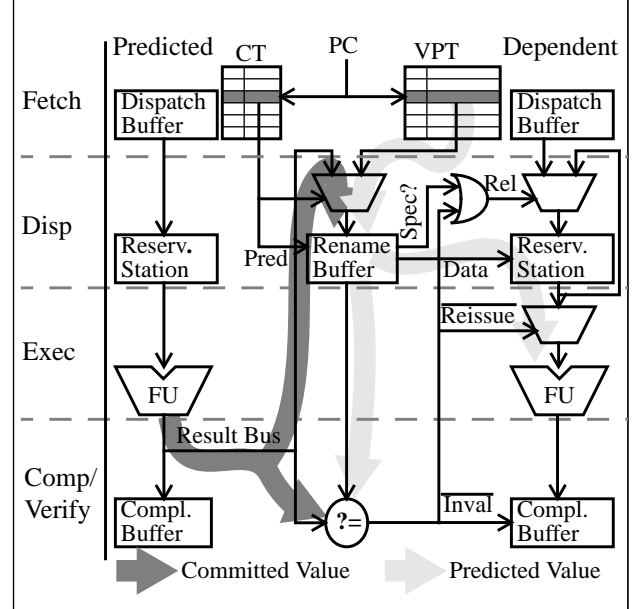 Predicted CT PC VPT Dependent
Fetch
Dispatch
Buffer
Dispatch
Buffer
Disp
Spec?
Rel
Reserv.
Station
Pred
Rename
Buffer
Data
Reserv.
Station
Reissue
Exec
FU
FU
Result Bus
Comp/
Verify
Compl.
Buffer
?=
Inval
Compl.
Buffer
Committed Value
Predicted Value